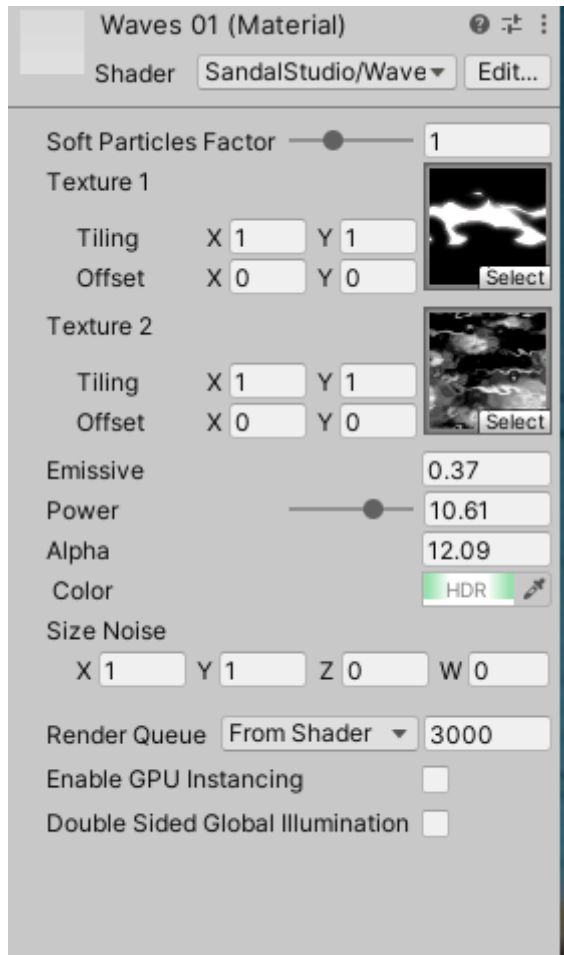 Waves 01 (Material)
Shader SandalStudio/Wave Edit...
Soft Particles Factor 1
Texture 1
Tiling X 1 Y 1
Offset X 0 Y 0
Select
Texture 2
Tiling X 1 Y 1
Offset X 0 Y 0
Select
Emissive 0.37
Power 10.61
Alpha 12.09
Color HDR
Size Noise
X 1 Y 1 Z 0 W 0
Render Queue From Shader 3000
Enable GPU Instancing
Double Sided Global Illumination